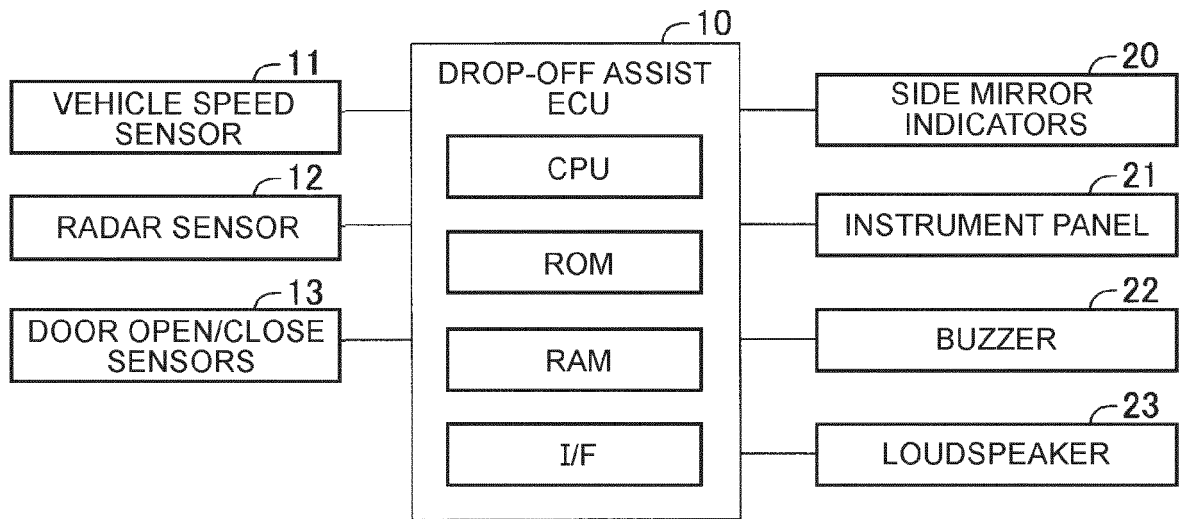 11
VEHICLE SPEED
SENSOR
12
RADAR SENSOR
13
DOOR OPEN/CLOSE
SENSORS
10
DROP-OFF ASSIST
ECU
CPU
ROM
RAM
I/F
20
SIDE MIRROR
INDICATORS
21
INSTRUMENT PANEL
22
BUZZER
23
LOUDSPEAKER